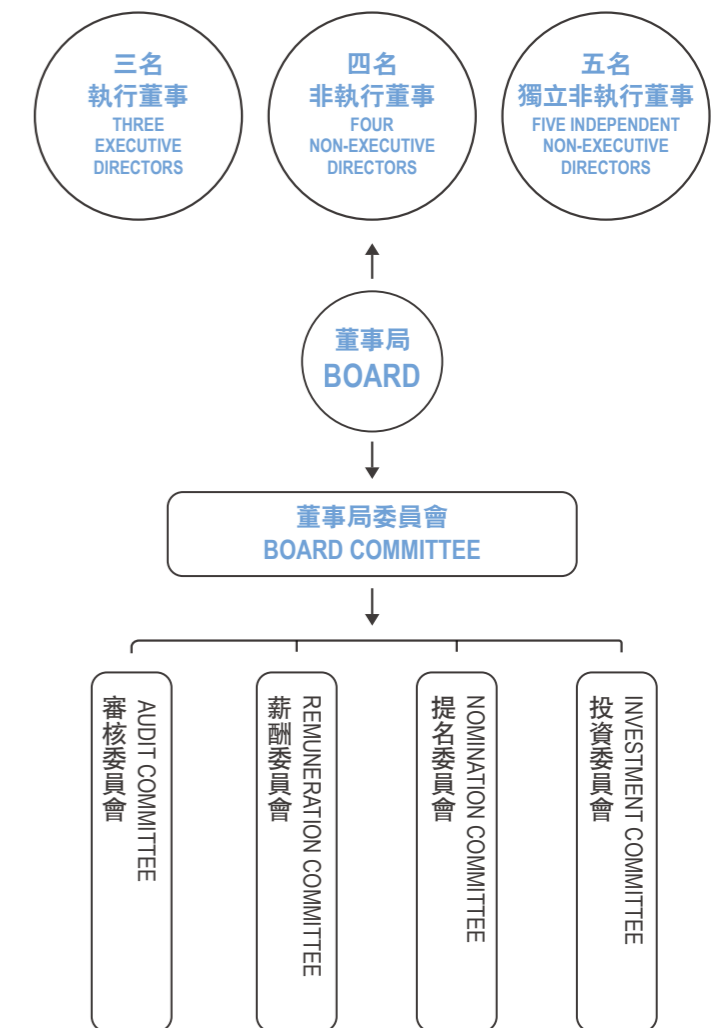 三名
執行董事
THREE
EXECUTIVE
DIRECTORS
四名
非執行董事
FOUR
NON-EXECUTIVE
DIRECTORS
五名
獨立非執行董事
FIVE INDEPENDENT
NON-EXECUTIVE
DIRECTORS
董事局
BOARD
董事局委員會
BOARD COMMITTEE
審核委員會
AUDIT COMMITTEE
薪酬委員會
REMUNERATION COMMITTEE
提名委員會
NOMINATION COMMITTEE
投資委員會
INVESTMENT COMMITTEE